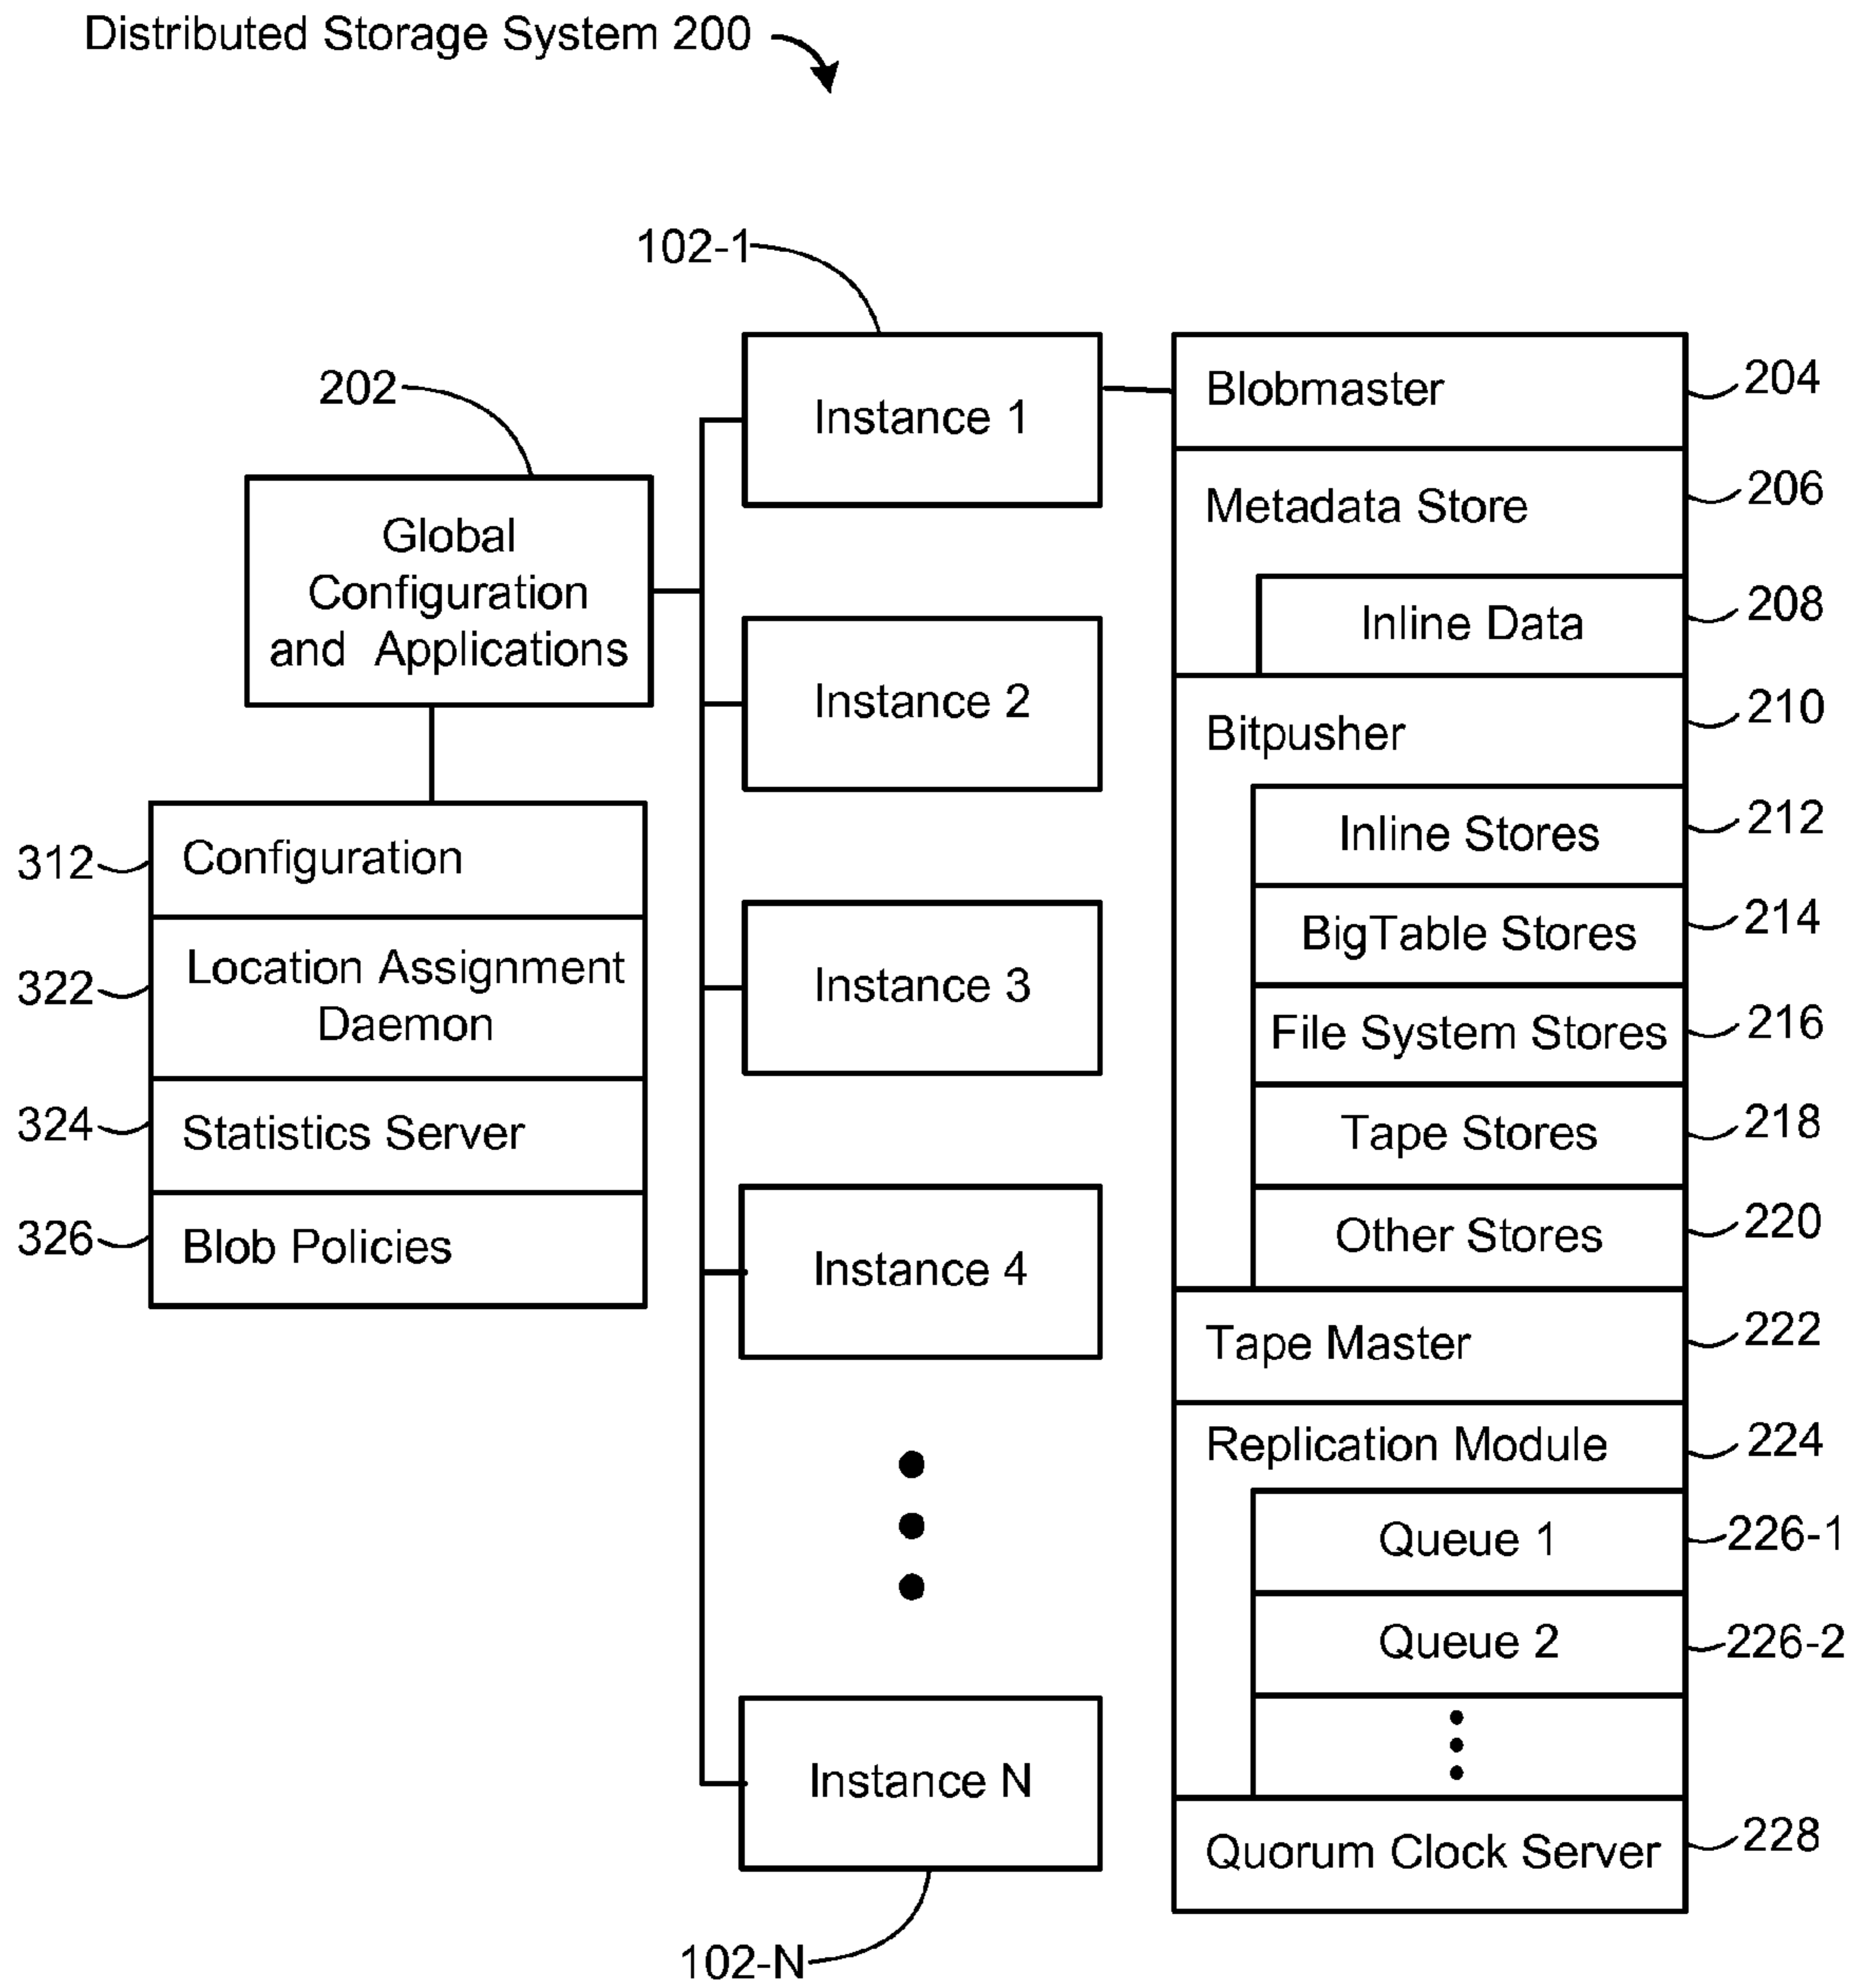 Distributed Storage System 200
102-1
202
Global
Configuration
and Applications
312
Configuration
322
Location Assignment
Daemon
324
Statistics Server
326
Blob Policies
Instance 1
Instance 2
Instance 3
Instance 4
Instance N
102-N
Blobmaster
204
Metadata Store
206
Inline Data
208
Bitpusher
210
Inline Stores
212
BigTable Stores
214
File System Stores
216
Tape Stores
218
Other Stores
220
Tape Master
222
Replication Module
224
Queue 1
226-1
Queue 2
226-2
Quorum Clock Server
228